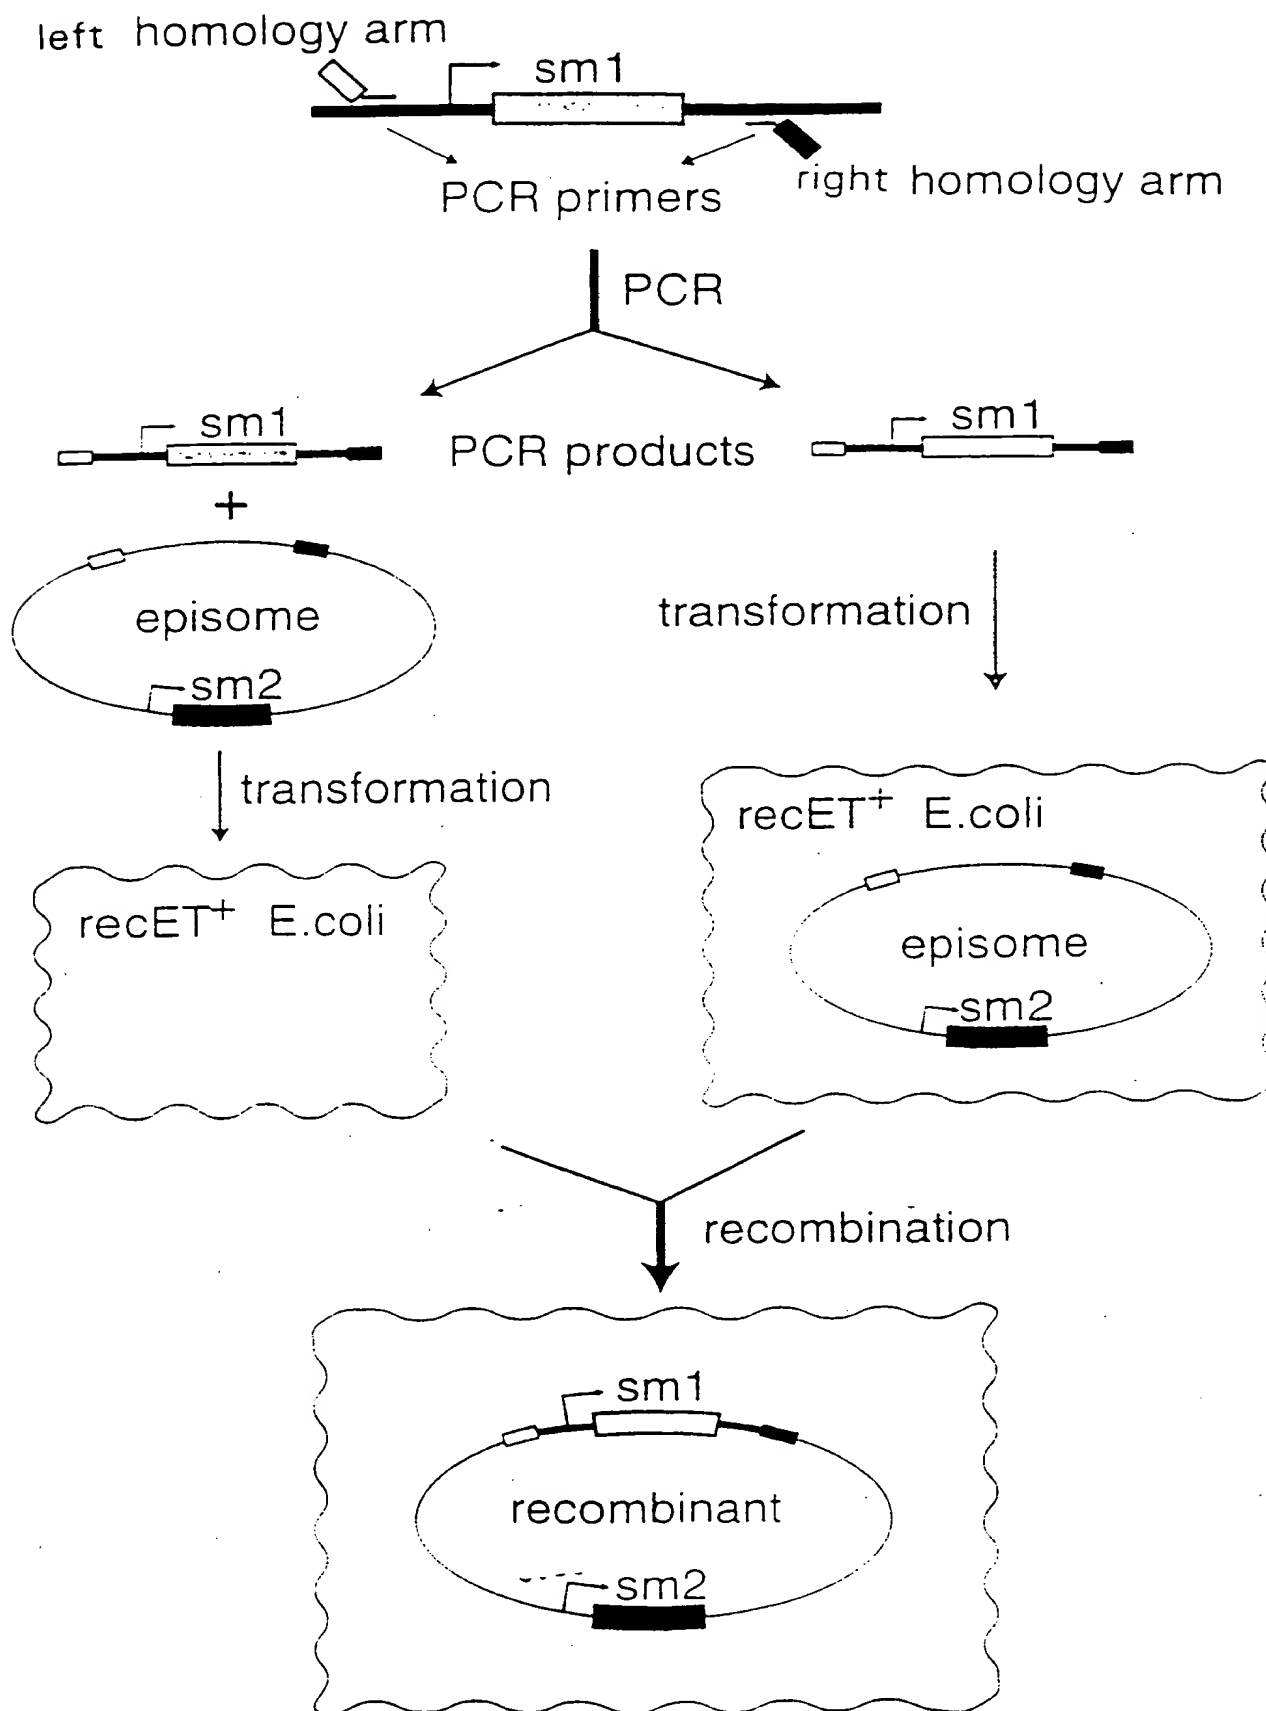 left homology arm
sm1
right homology arm
PCR primers
PCR
sm1
PCR products
sm1
+
episome
sm2
transformation
transformation
recET+ E.coli
recET+ E.coli
episome
sm2
recombination
sm1
recombinant
sm2